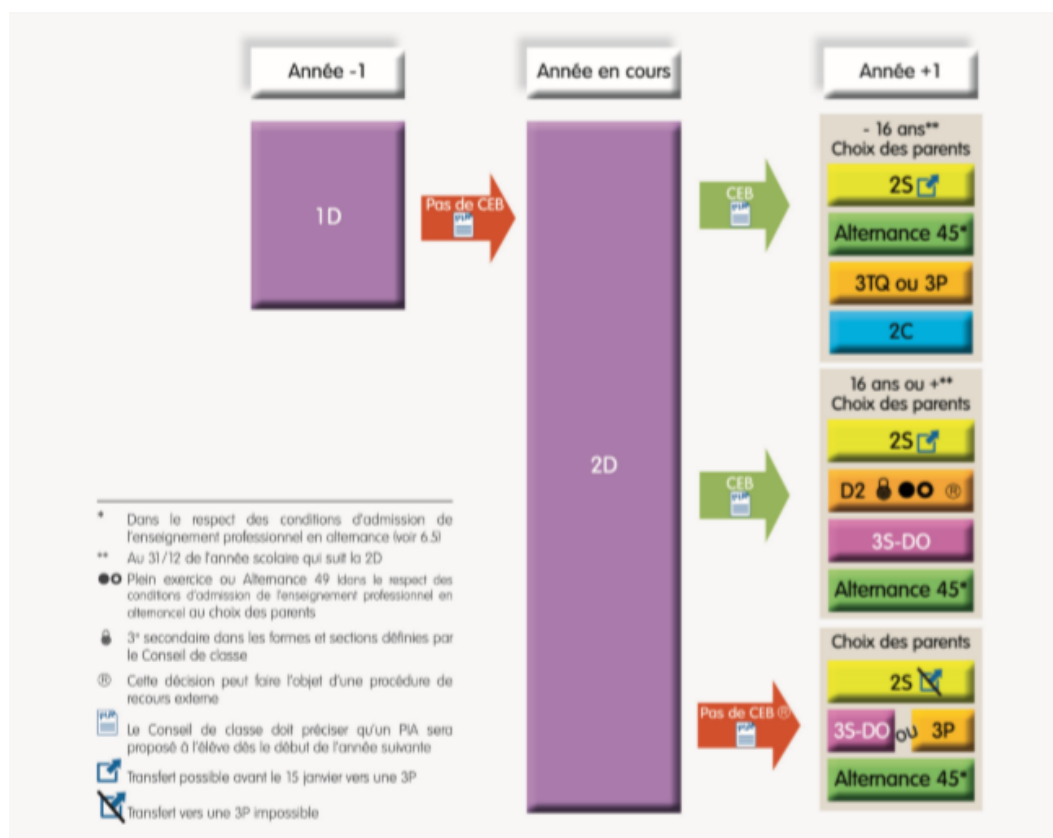 Année -1
Année en cours
Année +1
1D
Pas de CEB
PIA
2D
CEB
PIA
- 16 ans**
Choix des parents
2S
Alternance 45*
3TQ ou 3P
2C
CEB
PIA
16 ans ou +**
Choix des parents
2S
D2 ®
3S-DO
Alternance 45*
Pas de CEB ®
PIA
Choix des parents
2S
3S-DO ou 3P
Alternance 45*
* Dans le respect des conditions d'admission de
l'enseignement professionnel en alternance (voir 6.5)
** Au 31/12 de l'année scolaire qui suit la 2D
Plein exercice ou Alternance 49 (dans le respect des
conditions d'admission de l'enseignement professionnel en
alternance) au choix des parents
3e secondaire dans les formes et sections définies par
le Conseil de classe
® Cette décision peut faire l'objet d'une procédure de
recours externe
PIA
Le Conseil de classe doit préciser qu'un PIA sera
proposé à l'élève dès le début de l'année suivante
Transfert possible avant le 15 janvier vers une 3P
Transfert vers une 3P impossible